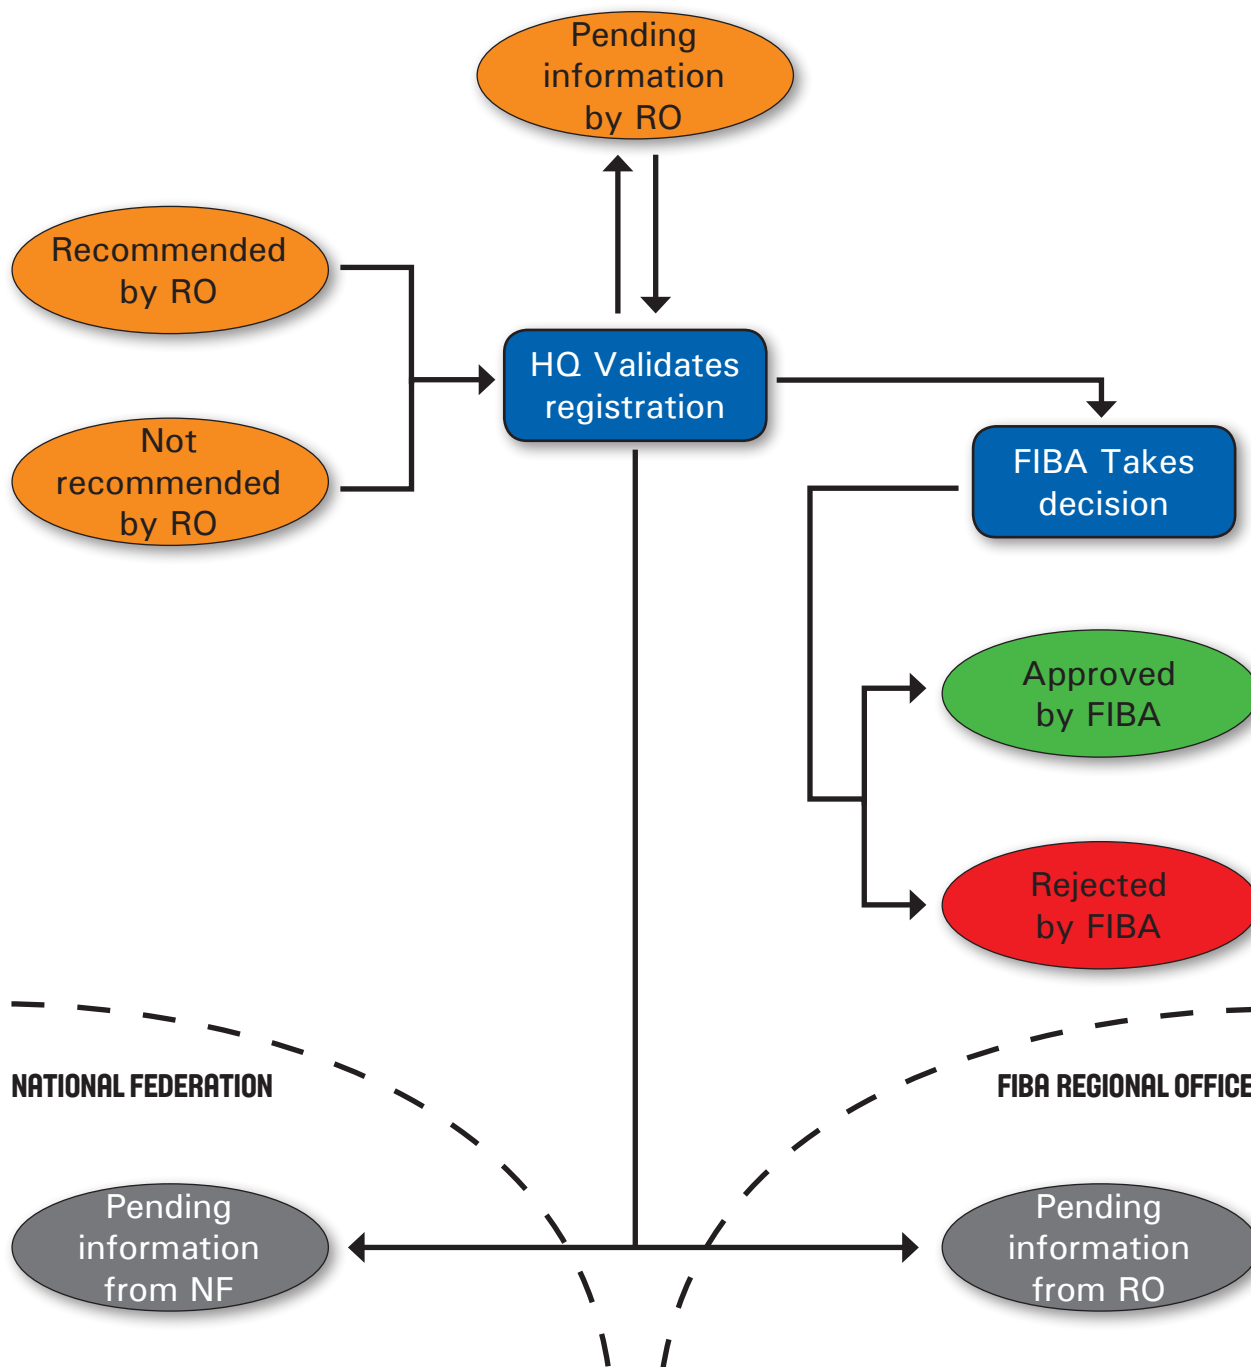 Pending
information
by RO
Recommended
by RO
Not
recommended
by RO
HQ Validates
registration
FIBA Takes
decision
Approved
by FIBA
Rejected
by FIBA
NATIONAL FEDERATION
FIBA REGIONAL OFFICE
Pending
information
from NF
Pending
information
from RO